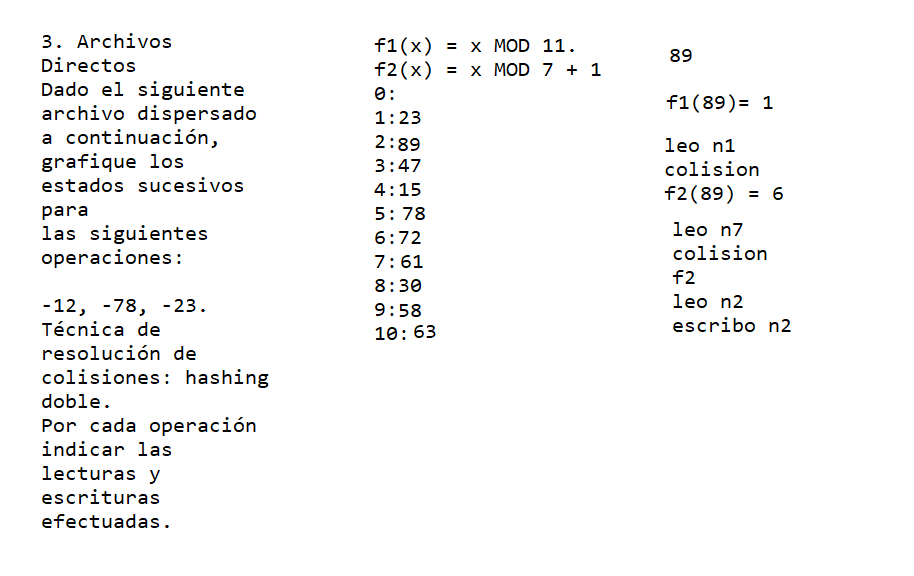 3. Archivos
Directos
Dado el siguiente
archivo dispersado
a continuación,
grafique los
estados sucesivos
para
las siguientes
operaciones:
-12, -78, -23.
Técnica de
resolución de
colisiones: hashing
doble.
Por cada operación
indicar las
lecturas y
escrituras
efectuadas.
f1(x) = x MOD 11.
f2(x) = x MOD 7 + 1
0:
1:23
2:89
3:47
4:15
5:78
6:72
7:61
8:30
9:58
10:63
89
f1(89)= 1
leo n1
colision
f2(89) = 6
leo n7
colision
f2
leo n2
escribo n2